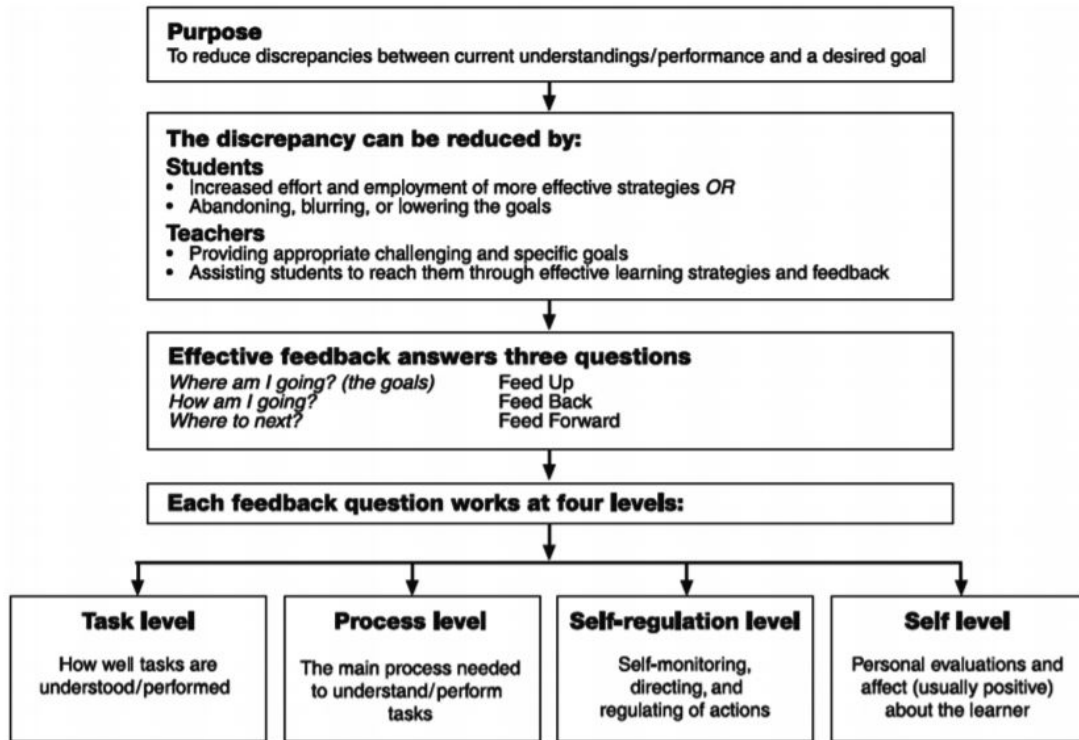 Purpose
To reduce discrepancies between current understandings/performance and a desired goal
The discrepancy can be reduced by:
Students
• Increased effort and employment of more effective strategies OR
• Abandoning, blurring, or lowering the goals
Teachers
• Providing appropriate challenging and specific goals
• Assisting students to reach them through effective learning strategies and feedback
Effective feedback answers three questions
Where am I going? (the goals) Feed Up
How am I going? Feed Back
Where to next? Feed Forward
Each feedback question works at four levels:
Task level
How well tasks are
understood/performed
Process level
The main process needed
to understand/perform
tasks
Self-regulation level
Self-monitoring,
directing, and
regulating of actions
Self level
Personal evaluations and
affect (usually positive)
about the learner